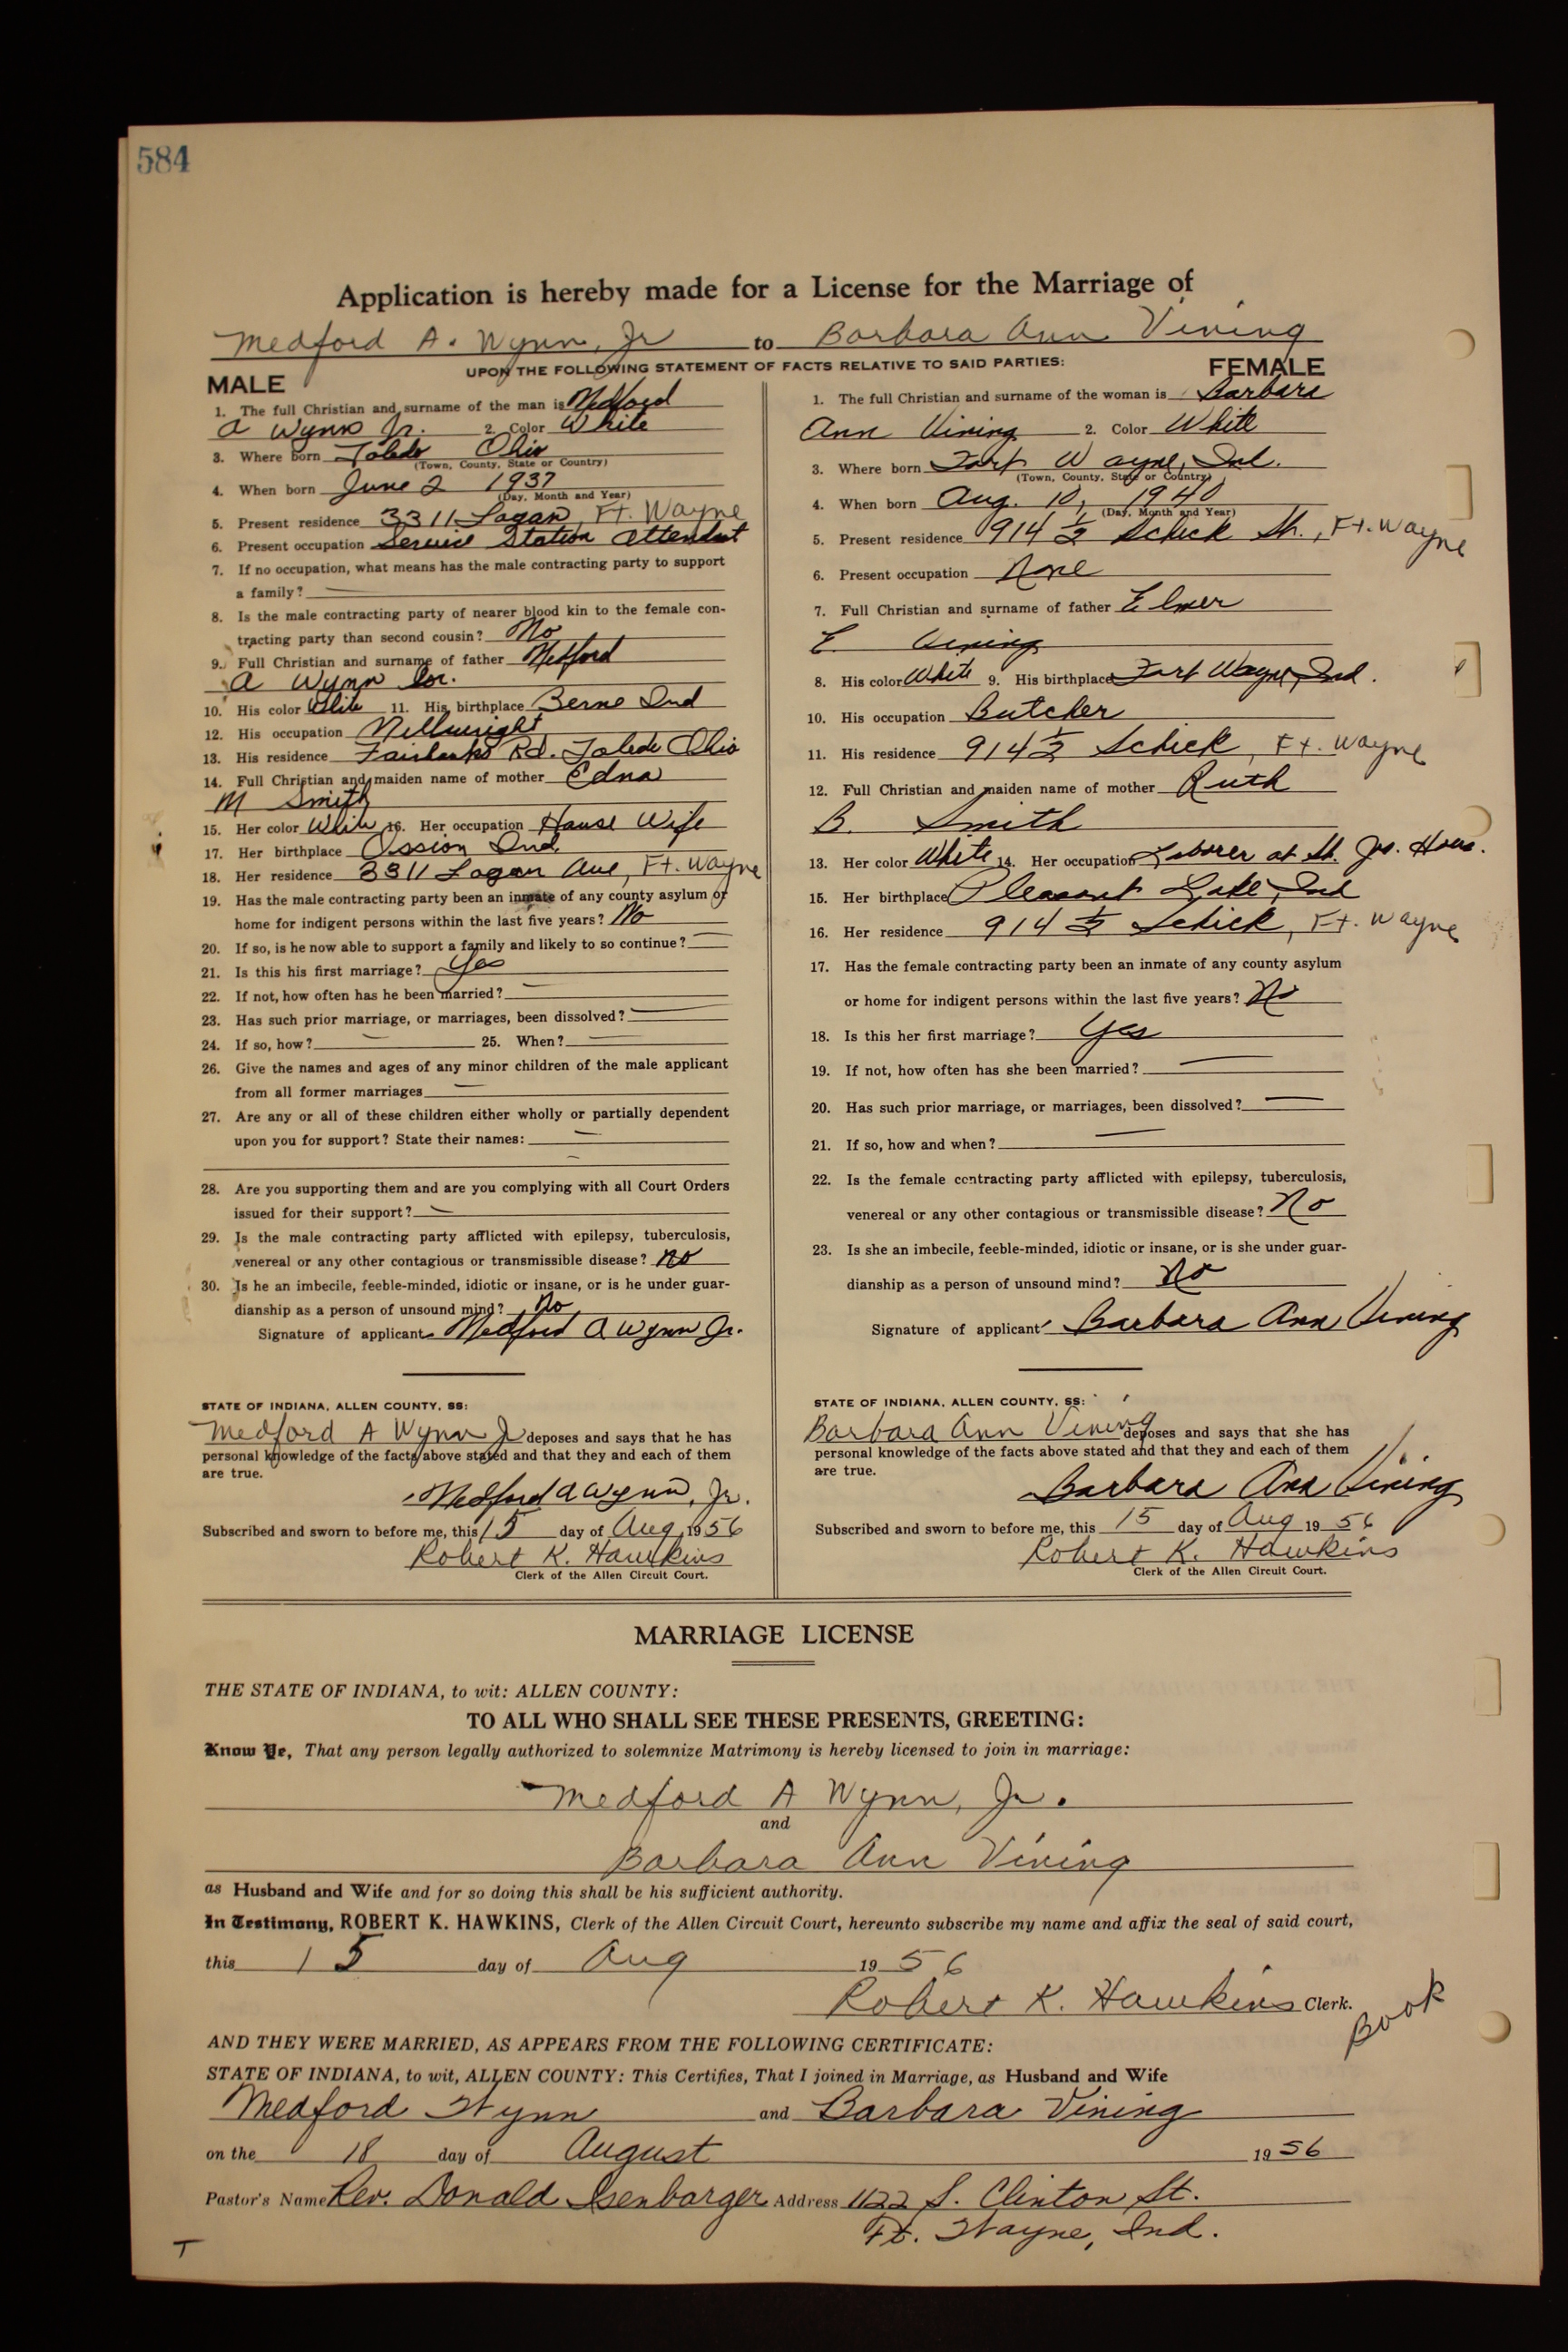 584
Application is hereby made for a License for the Marriage of
Medford A. Wynn, Jr to Barbara Ann Vining
UPON THE FOLLOWING STATEMENT OF FACTS RELATIVE TO SAID PARTIES:
MALE
1. The full Christian and surname of the man is Medford
A Wynn Jr. 2. Color White
3. Where born Toledo Ohio
(Town, County, State or Country)
4. When born June 2 1937
(Day, Month and Year)
5. Present residence 3311 Logan, Ft. Wayne
6. Present occupation Service Station Attendent
7. If no occupation, what means has the male contracting party to support
a family?
8. Is the male contracting party of nearer blood kin to the female con-
tracting party than second cousin? No
9. Full Christian and surname of father Medford
A Wynn Sr.
10. His color White 11. His birthplace Berne Ind
12. His occupation Millwright
13. His residence Fairbanks Rd. Toledo Ohio
14. Full Christian and maiden name of mother Edna
M Smith
15. Her color White 16. Her occupation House Wife
17. Her birthplace Ossion Ind.
18. Her residence 3311 Logan Ave, Ft. Wayne
19. Has the male contracting party been an inmate of any county asylum or
home for indigent persons within the last five years? No
20. If so, is he now able to support a family and likely to so continue?
21. Is this his first marriage? Yes
22. If not, how often has he been married?
23. Has such prior marriage, or marriages, been dissolved?
24. If so, how? 25. When?
26. Give the names and ages of any minor children of the male applicant
from all former marriages
27. Are any or all of these children either wholly or partially dependent
upon you for support? State their names:
28. Are you supporting them and are you complying with all Court Orders
issued for their support?
29. Is the male contracting party afflicted with epilepsy, tuberculosis,
venereal or any other contagious or transmissible disease? No
30. Is he an imbecile, feeble-minded, idiotic or insane, or is he under guar-
dianship as a person of unsound mind? No
Signature of applicant Medford A Wynn Jr.
STATE OF INDIANA, ALLEN COUNTY, SS:
Medford A Wynn Jr deposes and says that he has
personal knowledge of the facts above stated and that they and each of them
are true.
Medford A Wynn, Jr.
Subscribed and sworn to before me, this 15 day of Aug 1956
Robert K. Hawkins
Clerk of the Allen Circuit Court.
FEMALE
1. The full Christian and surname of the woman is Barbara
Ann Vining 2. Color White
3. Where born Fort Wayne, Ind.
(Town, County, State or Country)
4. When born Aug. 10, 1940
(Day, Month and Year)
5. Present residence 914 1/2 Schick St., Ft. Wayne
6. Present occupation None
7. Full Christian and surname of father Elmer
E. Vining
8. His color White 9. His birthplace Fort Wayne, Ind.
10. His occupation Butcher
11. His residence 914 1/2 Schick, Ft. Wayne
12. Full Christian and maiden name of mother Ruth
B. Smith
13. Her color White 14. Her occupation Laborer at St. Jo. Hos.
15. Her birthplace Pleasant Lake, Ind
16. Her residence 914 1/2 Schick, Ft. Wayne
17. Has the female contracting party been an inmate of any county asylum
or home for indigent persons within the last five years? No
18. Is this her first marriage? Yes
19. If not, how often has she been married?
20. Has such prior marriage, or marriages, been dissolved?
21. If so, how and when?
22. Is the female contracting party afflicted with epilepsy, tuberculosis,
venereal or any other contagious or transmissible disease? No
23. Is she an imbecile, feeble-minded, idiotic or insane, or is she under guar-
dianship as a person of unsound mind? No
Signature of applicant Barbara Ann Vining
STATE OF INDIANA, ALLEN COUNTY, SS:
Barbara Ann Vining deposes and says that she has
personal knowledge of the facts above stated and that they and each of them
are true.
Barbara Ann Vining
Subscribed and sworn to before me, this 15 day of Aug 1956
Robert K. Hawkins
Clerk of the Allen Circuit Court.
MARRIAGE LICENSE
THE STATE OF INDIANA, to wit: ALLEN COUNTY:
TO ALL WHO SHALL SEE THESE PRESENTS, GREETING:
Know Ye, That any person legally authorized to solemnize Matrimony is hereby licensed to join in marriage:
Medford A Wynn, Jr.
and
Barbara Ann Vining
as Husband and Wife and for so doing this shall be his sufficient authority.
In Testimony, ROBERT K. HAWKINS, Clerk of the Allen Circuit Court, hereunto subscribe my name and affix the seal of said court,
this 15 day of Aug 1956
Robert K. Hawkins Clerk.
Book
AND THEY WERE MARRIED, AS APPEARS FROM THE FOLLOWING CERTIFICATE:
STATE OF INDIANA, to wit, ALLEN COUNTY: This Certifies, That I joined in Marriage, as Husband and Wife
Medford Wynn and Barbara Vining
on the 18 day of August 1956
Pastor's Name Rev. Donald Isenbarger Address 1122 S. Clinton St.
Ft. Wayne, Ind.
T